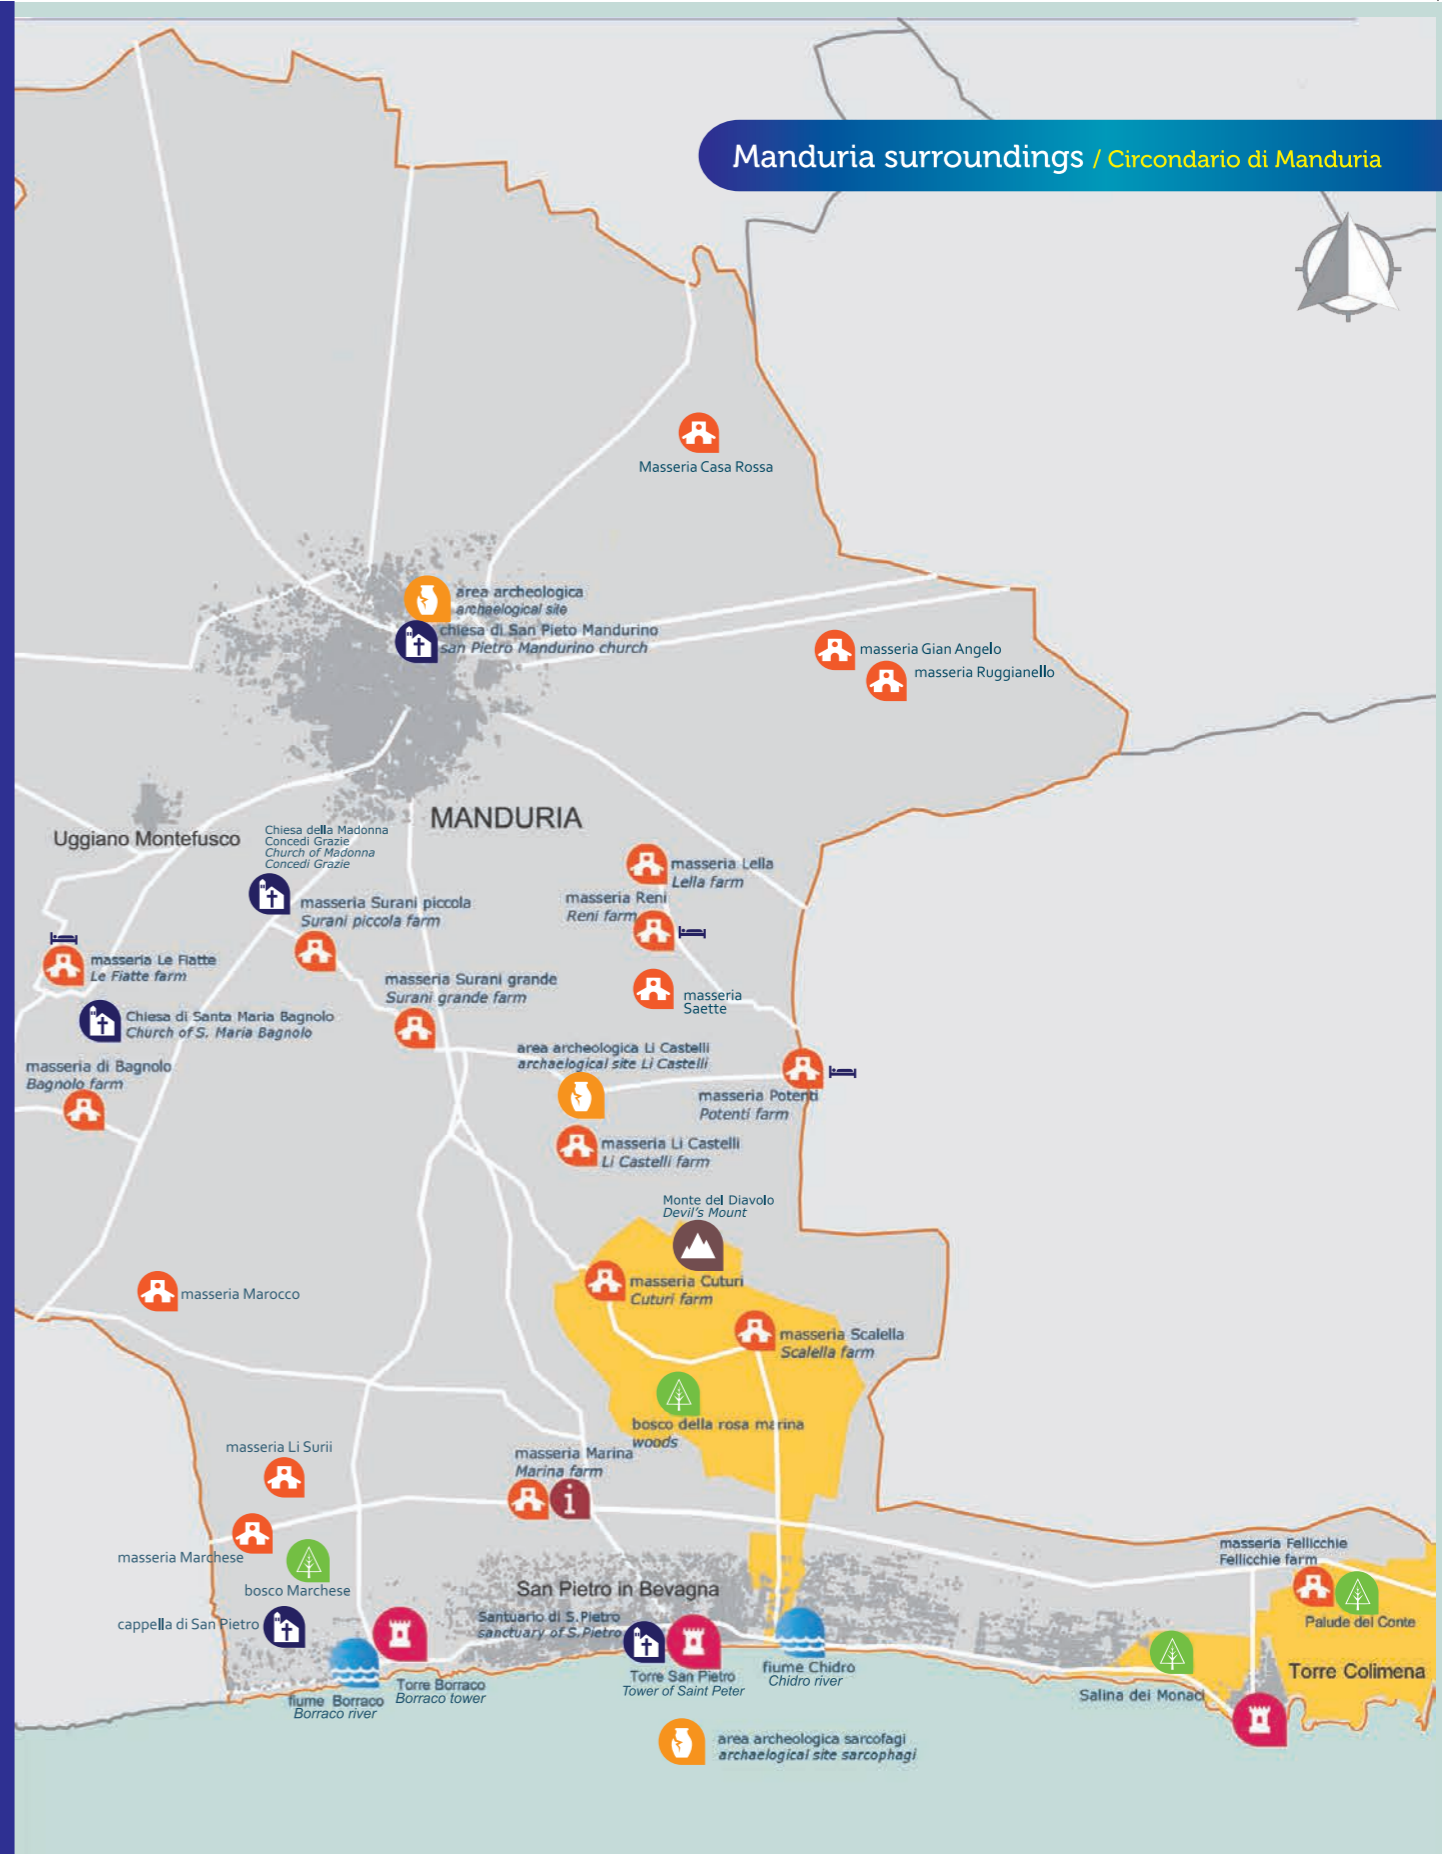 Manduria surroundings / Circondario di Manduria
Masseria Casa Rossa
area archeologica
archaelogical site
chiesa di San Pieto Mandurino
san Pietro Mandurino church
masseria Gian Angelo
masseria Ruggianello
MANDURIA
Uggiano Montefusco
Chiesa della Madonna
Concedi Grazie
Church of Madonna
Concedi Grazie
masseria Lella
Lella farm
masseria Surani piccola
Surani piccola farm
masseria Reni
Reni farm
masseria Le Fiatte
Le Fiatte farm
masseria Surani grande
Surani grande farm
masseria
Saette
Chiesa di Santa Maria Bagnolo
Church of S. Maria Bagnolo
area archeologica Li Castelli
archaelogical site Li Castelli
masseria di Bagnolo
Bagnolo farm
masseria Potenti
Potenti farm
masseria Li Castelli
Li Castelli farm
Monte del Diavolo
Devil's Mount
masseria Cuturi
Cuturi farm
masseria Marocco
masseria Scalella
Scalella farm
bosco della rosa marina
woods
masseria Li Surii
masseria Marina
Marina farm
i
masseria Marchese
masseria Fellicchie
Fellicchie farm
bosco Marchese
San Pietro in Bevagna
cappella di San Pietro
Santuario di S.Pietro
sanctuary of S.Pietro
Palude del Conte
Torre Colimena
fiume Borraco
Borraco river
Torre Borraco
Borraco tower
Torre San Pietro
Tower of Saint Peter
fiume Chidro
Chidro river
Salina dei Monaci
area archeologica sarcofagi
archaelogical site sarcophagi